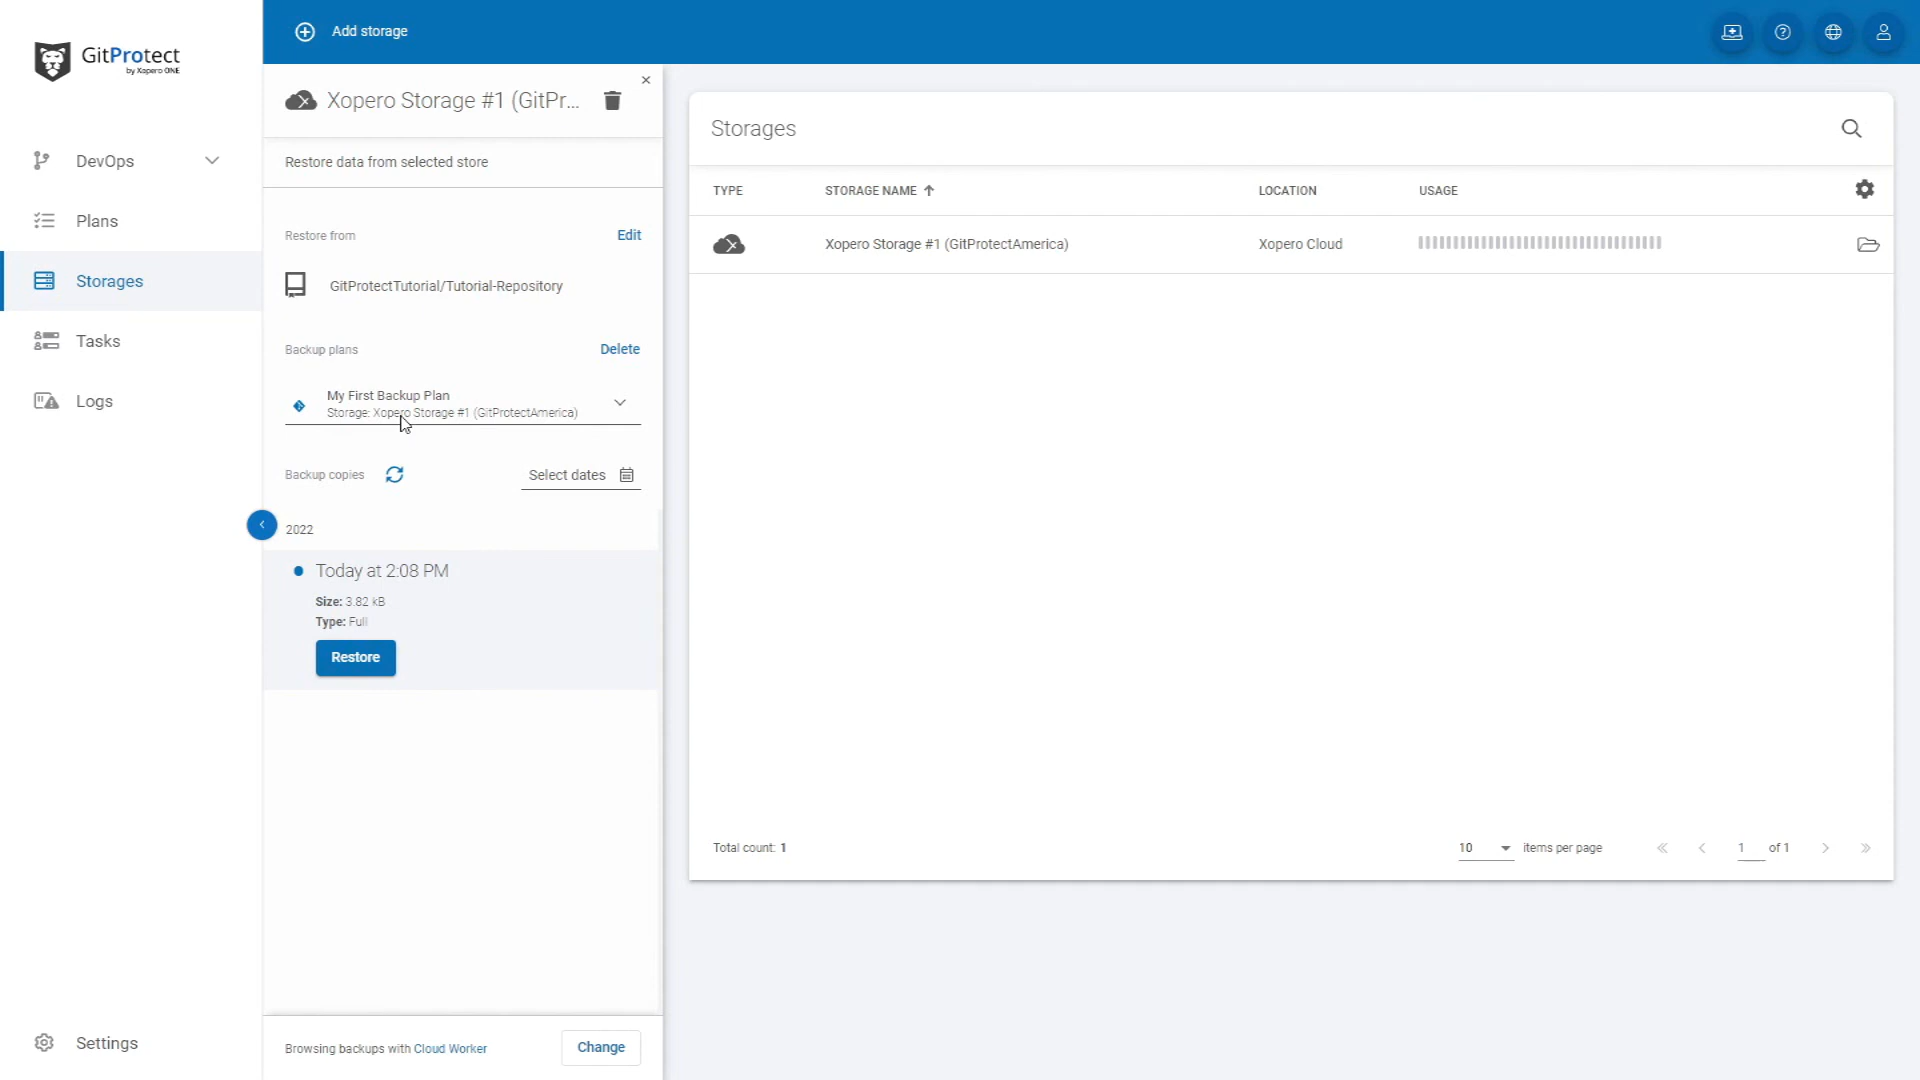 GitProtect
by Xopero ONE
DevOps
Plans
Storages
Tasks
Logs
Settings
Add storage
Xopero Storage #1 (GitPr...
Restore data from selected store
Restore from
Edit
GitProtectTutorial/Tutorial-Repository
Backup plans
Delete
My First Backup Plan
Storage: Xopero Storage #1 (GitProtectAmerica)
Backup copies
Select dates
2022
Today at 2:08 PM
Size: 3.82 kB
Type: Full
Restore
Browsing backups with Cloud Worker
Change
Storages
TYPE
STORAGE NAME
LOCATION
USAGE
Xopero Storage #1 (GitProtectAmerica)
Xopero Cloud
Total count: 1
10
items per page
1
of 1